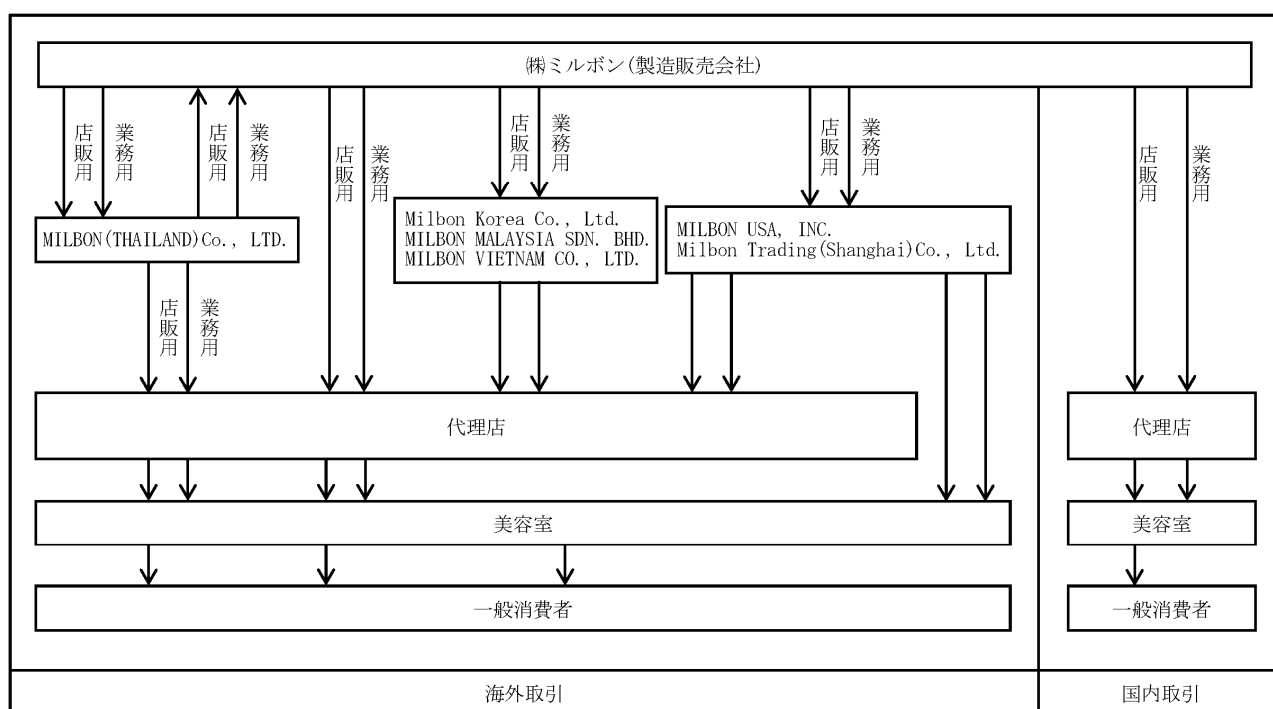 ㈱ミルボン(製造販売会社)
店販用
業務用
店販用
業務用
店販用
業務用
店販用
業務用
店販用
業務用
店販用
業務用
MILBON(THAILAND)Co., LTD.
Milbon Korea Co., Ltd.
MILBON MALAYSIA SDN. BHD.
MILBON VIETNAM CO., LTD.
MILBON USA, INC.
Milbon Trading(Shanghai)Co., Ltd.
店販用
業務用
代理店
代理店
美容室
美容室
一般消費者
一般消費者
海外取引
国内取引